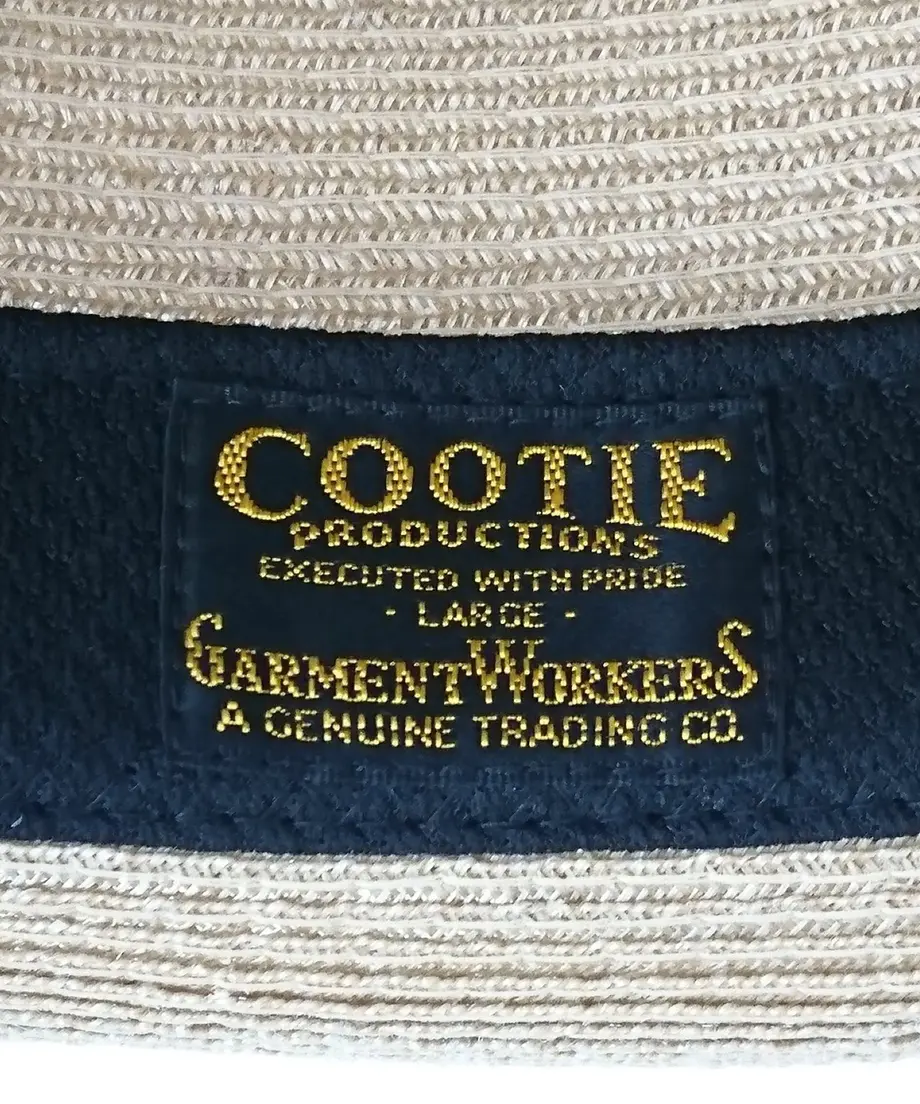 COOTIE
PRODUCTIONS
EXECUTED WITH PRIDE
- LARGE -
GARMENTWORKERS
A GENUINE TRADING CO.